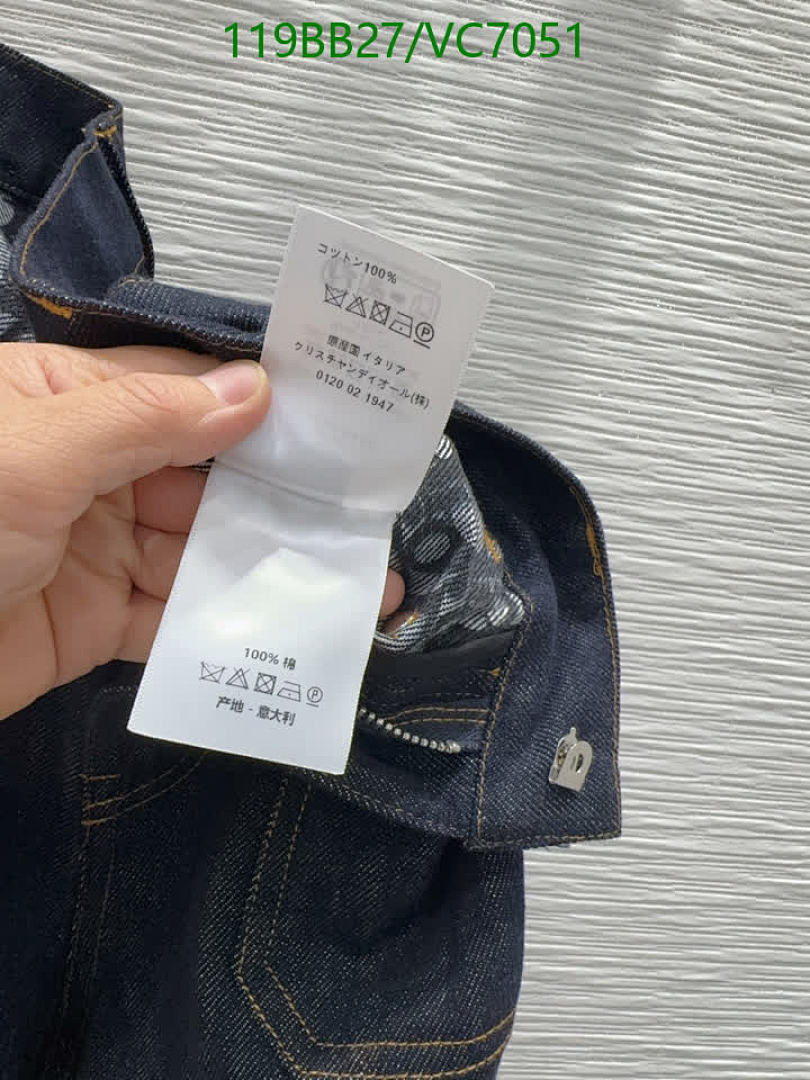 119BB27/VC7051
コットン100%
原産国 イタリア
クリスチャンディオール(株)
0120 02 1947
100% 棉
产地 - 意大利